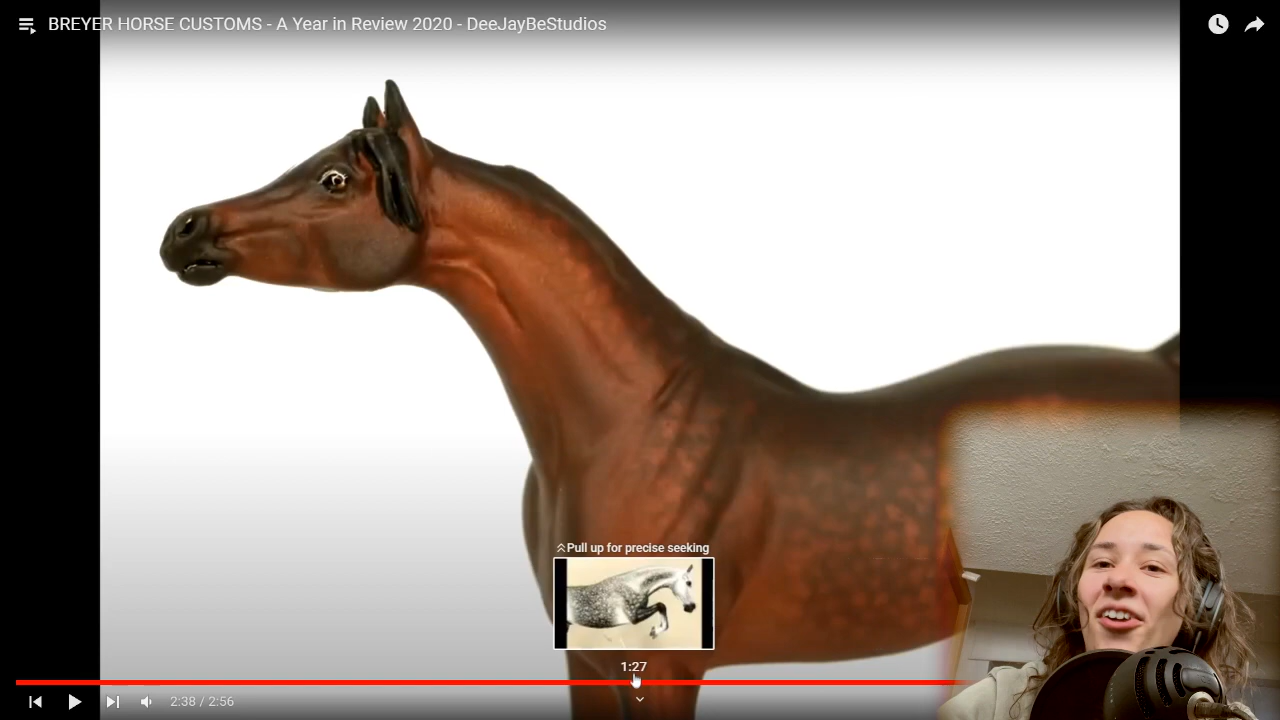 BREYER HORSE CUSTOMS - A Year in Review 2020 - DeeJayBeStudios
Pull up for precise seeking
1:27
2:38 / 2:56